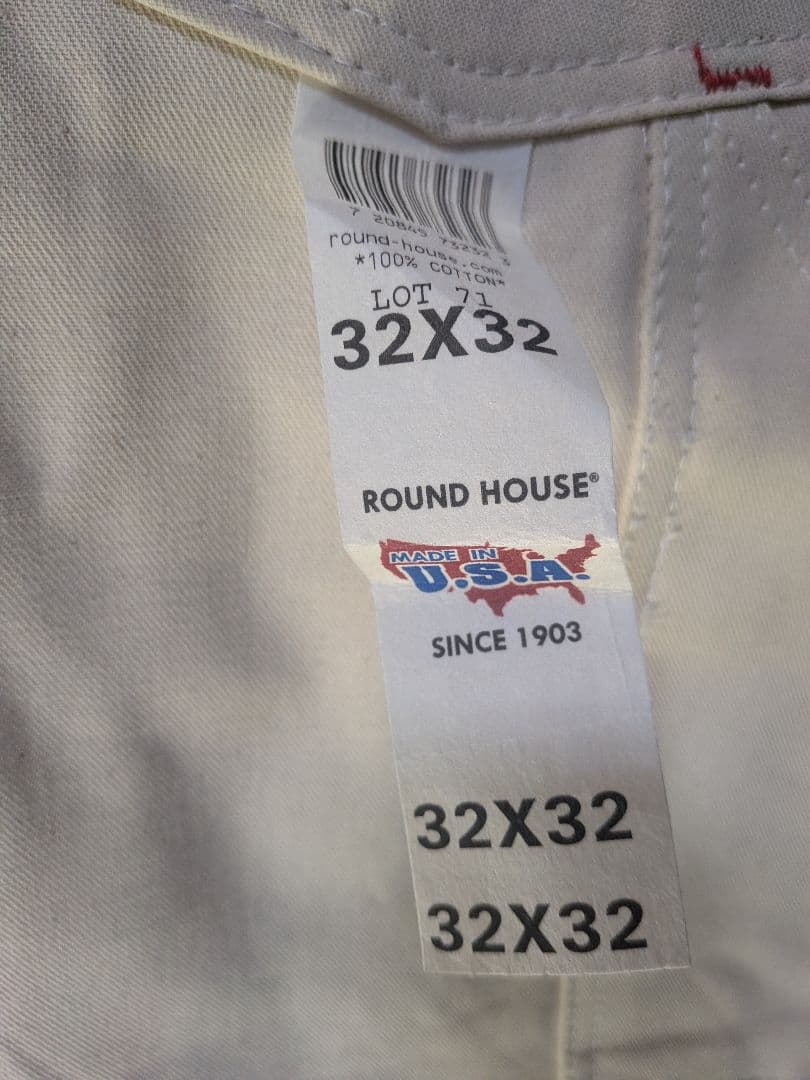 7 20845 73232 3
round-house.com
*100% COTTON*
LOT 71
32X32
ROUND HOUSE®
MADE IN
U.S.A.
SINCE 1903
32X32
32X32